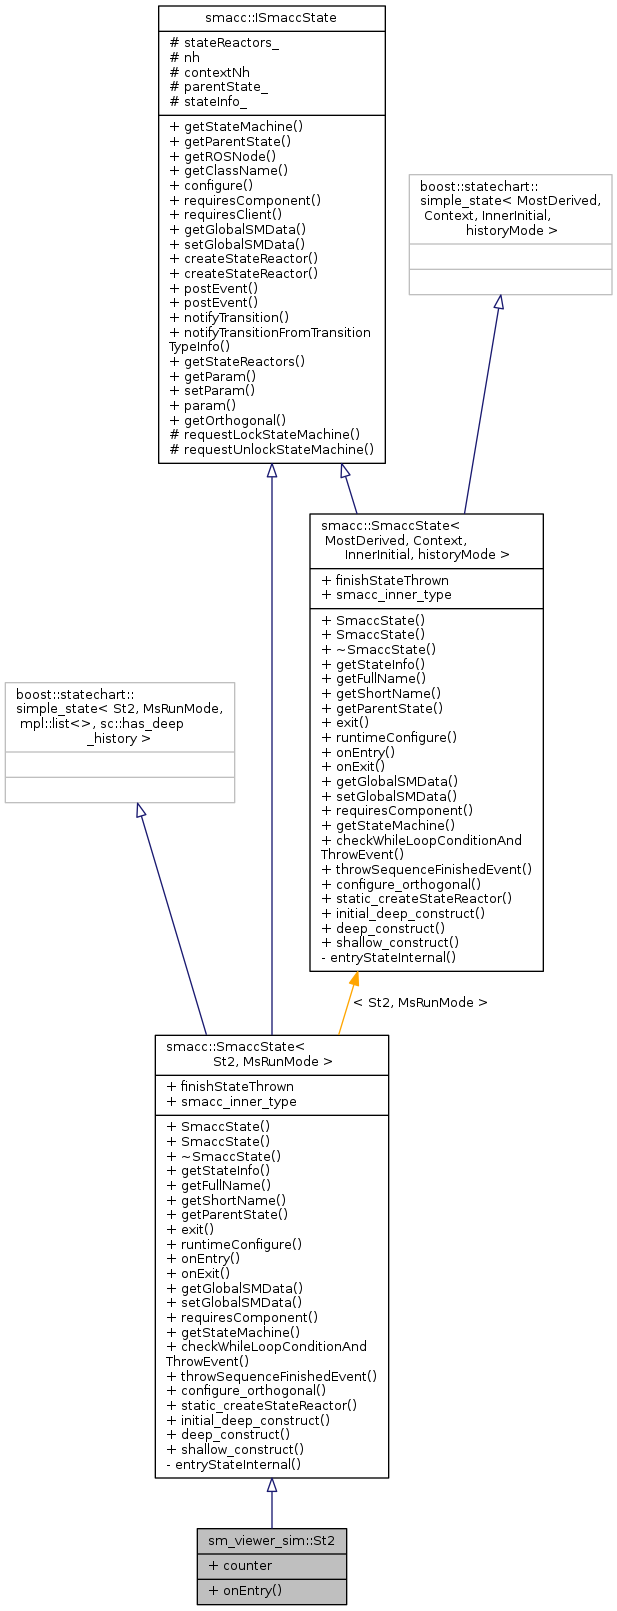 smacc::ISmaccState
# stateReactors_
# nh
# contextNh
# parentState_
# stateInfo_
+ getStateMachine()
+ getParentState()
+ getROSNode()
+ getClassName()
+ configure()
+ requiresComponent()
+ requiresClient()
+ getGlobalSMData()
+ setGlobalSMData()
+ createStateReactor()
+ createStateReactor()
+ postEvent()
+ postEvent()
+ notifyTransition()
+ notifyTransitionFromTransition
TypeInfo()
+ getStateReactors()
+ getParam()
+ setParam()
+ param()
+ getOrthogonal()
# requestLockStateMachine()
# requestUnlockStateMachine()
boost::statechart::
simple_state< MostDerived,
Context, InnerInitial,
historyMode >
smacc::SmaccState<
MostDerived, Context,
InnerInitial, historyMode >
+ finishStateThrown
+ smacc_inner_type
+ SmaccState()
+ SmaccState()
+ ~SmaccState()
+ getStateInfo()
+ getFullName()
+ getShortName()
+ getParentState()
+ exit()
+ runtimeConfigure()
+ onEntry()
+ onExit()
+ getGlobalSMData()
+ setGlobalSMData()
+ requiresComponent()
+ getStateMachine()
+ checkWhileLoopConditionAnd
ThrowEvent()
+ throwSequenceFinishedEvent()
+ configure_orthogonal()
+ static_createStateReactor()
+ initial_deep_construct()
+ deep_construct()
+ shallow_construct()
- entryStateInternal()
boost::statechart::
simple_state< St2, MsRunMode,
mpl::list<>, sc::has_deep
_history >
< St2, MsRunMode >
smacc::SmaccState<
St2, MsRunMode >
+ finishStateThrown
+ smacc_inner_type
+ SmaccState()
+ SmaccState()
+ ~SmaccState()
+ getStateInfo()
+ getFullName()
+ getShortName()
+ getParentState()
+ exit()
+ runtimeConfigure()
+ onEntry()
+ onExit()
+ getGlobalSMData()
+ setGlobalSMData()
+ requiresComponent()
+ getStateMachine()
+ checkWhileLoopConditionAnd
ThrowEvent()
+ throwSequenceFinishedEvent()
+ configure_orthogonal()
+ static_createStateReactor()
+ initial_deep_construct()
+ deep_construct()
+ shallow_construct()
- entryStateInternal()
sm_viewer_sim::St2
+ counter
+ onEntry()